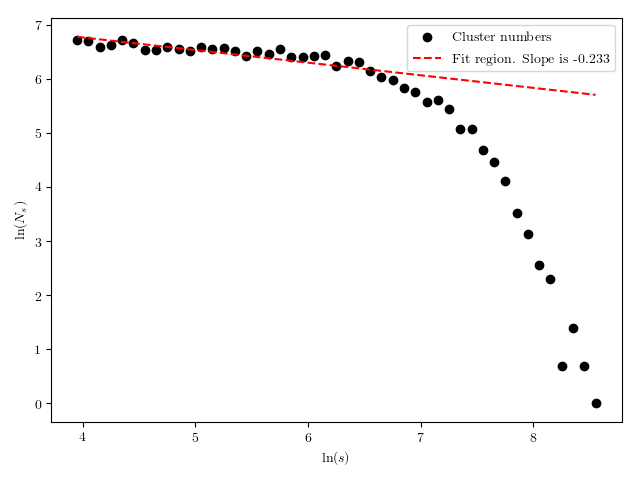 Cluster numbers
Fit region. Slope is -0.233
7
6
5
4
3
2
1
0
ln(N_s)
4 5 6 7 8
ln(s)